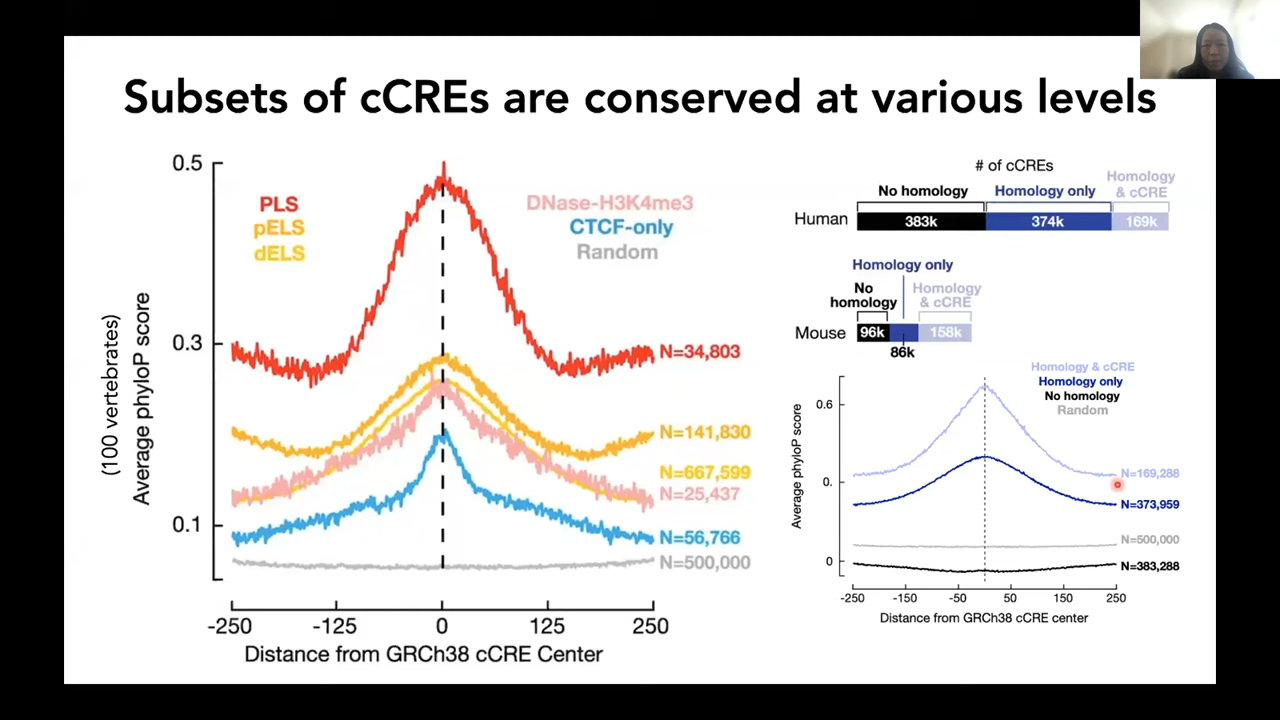 Subsets of cCREs are conserved at various levels
(100 vertebrates)
Average phyloP score
0.5
0.3
0.1
PLS
pELS
dELS
DNase-H3K4me3
CTCF-only
Random
N=34,803
N=141,830
N=667,599
N=25,437
N=56,766
N=500,000
-250
-125
0
125
250
Distance from GRCh38 cCRE Center
# of cCREs
No homology
Homology only
Homology
& cCRE
Human
383k
374k
169k
Homology only
No
homology
Homology
& cCRE
Mouse
96k
158k
86k
Homology & cCRE
Homology only
No homology
Random
Average phyloP score
0.6
0.
0
N=169,288
N=373,959
N=500,000
N=383,288
-250
-150
-50
50
150
250
Distance from GRCh38 cCRE center